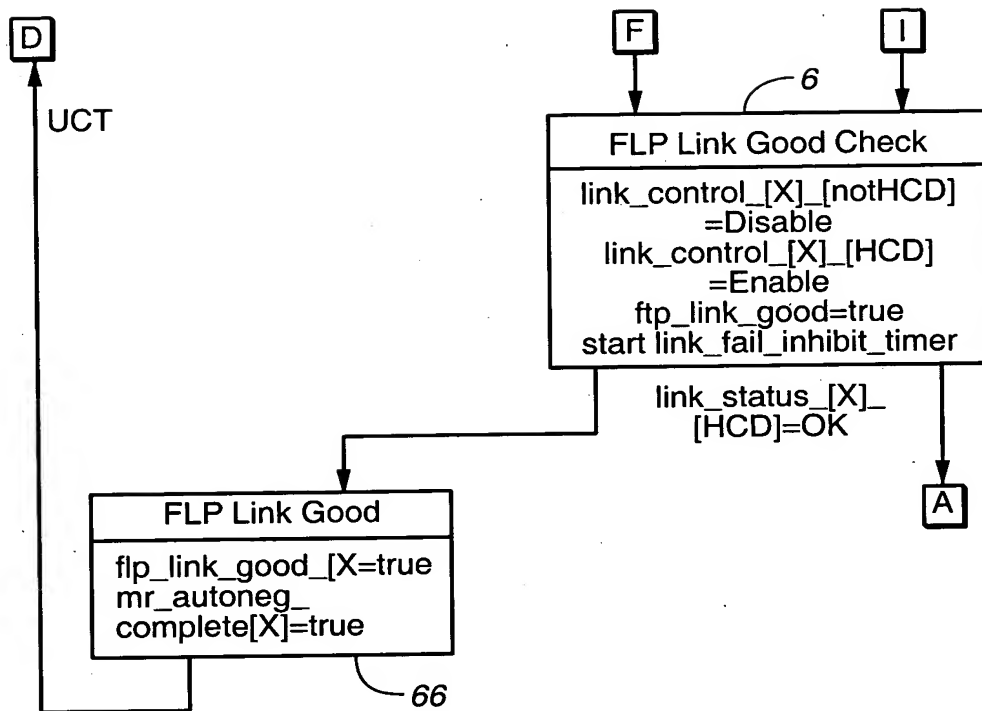 D
F
I
UCT
6
FLP Link Good Check
link_control_[X]_[notHCD]
=Disable
link_control_[X]_[HCD]
=Enable
ftp_link_good=true
start link_fail_inhibit_timer
link_status_[X]_
[HCD]=OK
A
FLP Link Good
flp_link_good_[X=true
mr_autoneg_
complete[X]=true
66